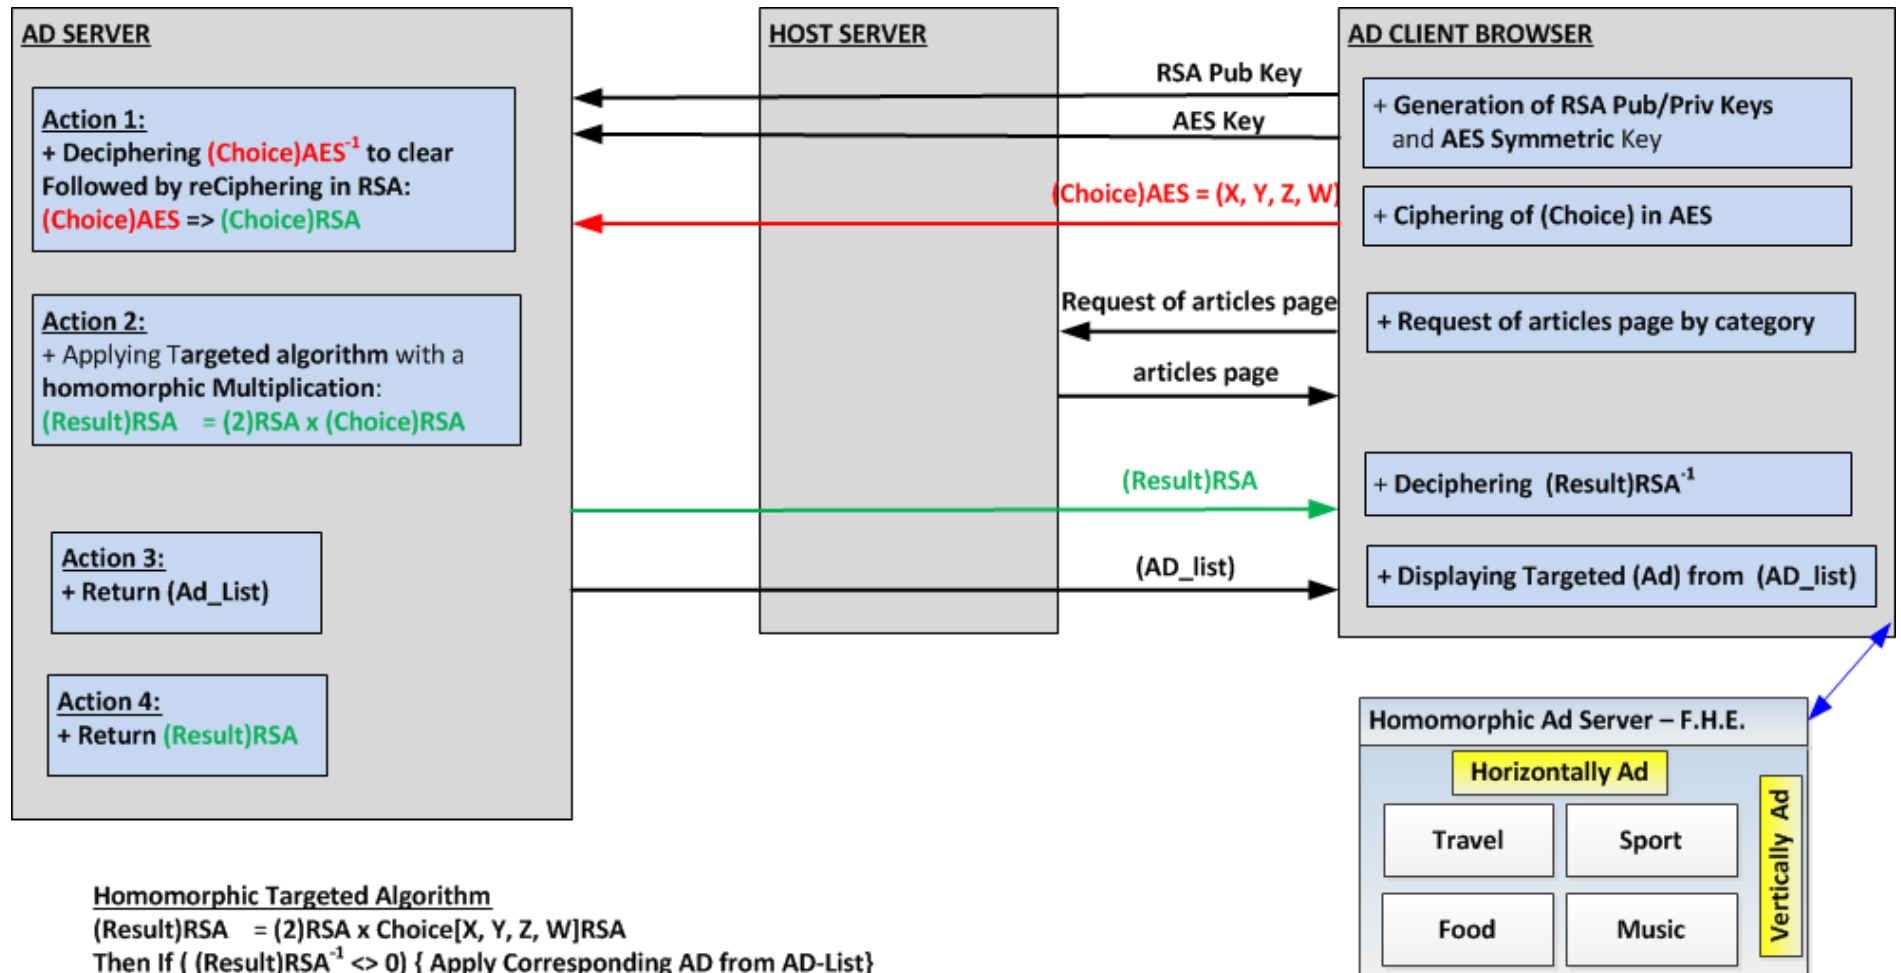 AD SERVER
Action 1:
+ Deciphering (Choice)AES⁻¹ to clear
Followed by reCiphering in RSA:
(Choice)AES => (Choice)RSA
Action 2:
+ Applying Targeted algorithm with a
homomorphic Multiplication:
(Result)RSA = (2)RSA x (Choice)RSA
Action 3:
+ Return (Ad_List)
Action 4:
+ Return (Result)RSA
HOST SERVER
RSA Pub Key
AES Key
(Choice)AES = (X, Y, Z, W)
Request of articles page
articles page
(Result)RSA
(AD_list)
AD CLIENT BROWSER
+ Generation of RSA Pub/Priv Keys
and AES Symmetric Key
+ Ciphering of (Choice) in AES
+ Request of articles page by category
+ Deciphering (Result)RSA⁻¹
+ Displaying Targeted (Ad) from (AD_list)
Homomorphic Ad Server – F.H.E.
Horizontally Ad
Travel
Sport
Food
Music
Vertically Ad
Homomorphic Targeted Algorithm
(Result)RSA = (2)RSA x Choice[X, Y, Z, W]RSA
Then If ( (Result)RSA⁻¹ <> 0) { Apply Corresponding AD from AD-List}